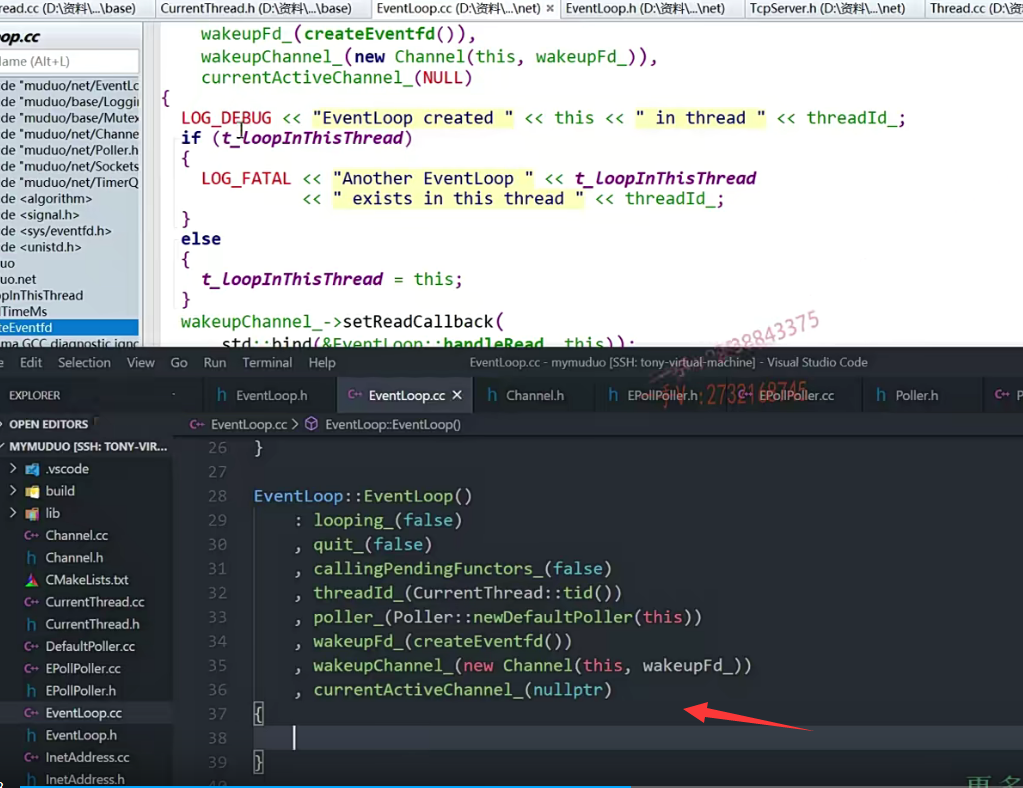 read.cc (D:\资料\...\base)
CurrentThread.h (D:\资料\...\base)
EventLoop.cc (D:\资料\...\net) ×
EventLoop.h (D:\资料\...\net)
TcpServer.h (D:\资料\...\net)
Thread.cc (D:\资
op.cc
ame (Alt+L)
de "muduo/net/EventLo
de "muduo/base/Loggi
de "muduo/base/Mutex
de "muduo/net/Channe
de "muduo/net/Poller.h
de "muduo/net/Sockets
de "muduo/net/TimerQ
de <algorithm>
de <signal.h>
de <sys/eventfd.h>
de <unistd.h>
uo
uo.net
opInThisThread
lTimeMs
teEventfd
ma GCC diagnostic igno
wakeupFd_(createEventfd()),
wakeupChannel_(new Channel(this, wakeupFd_)),
currentActiveChannel_(NULL)
{
LOG_DEBUG << "EventLoop created " << this << " in thread " << threadId_;
if (t_loopInThisThread)
{
LOG_FATAL << "Another EventLoop " << t_loopInThisThread
<< " exists in this thread " << threadId_;
}
else
{
t_loopInThisThread = this;
}
wakeupChannel_->setReadCallback(
std::bind(&EventLoop::handleRead, this));
Edit Selection View Go Run Terminal Help
EventLoop.cc - mymuduo [SSH: tony-virtual-machine] - Visual Studio Code
:2732168745
EXPLORER
EventLoop.h
EventLoop.cc ×
Channel.h
EPollPoller.h
EPollPoller.cc
Poller.h
OPEN EDITORS
MYMUDUO [SSH: TONY-VIR...
.vscode
build
lib
Channel.cc
Channel.h
CMakeLists.txt
CurrentThread.cc
CurrentThread.h
DefaultPoller.cc
EPollPoller.cc
EPollPoller.h
EventLoop.cc
EventLoop.h
InetAddress.cc
InetAddress.h
EventLoop.cc > EventLoop::EventLoop()
26 }
27
28 EventLoop::EventLoop()
29 : looping_(false)
30 , quit_(false)
31 , callingPendingFunctors_(false)
32 , threadId_(CurrentThread::tid())
33 , poller_(Poller::newDefaultPoller(this))
34 , wakeupFd_(createEventfd())
35 , wakeupChannel_(new Channel(this, wakeupFd_))
36 , currentActiveChannel_(nullptr)
37 {
38
39 }